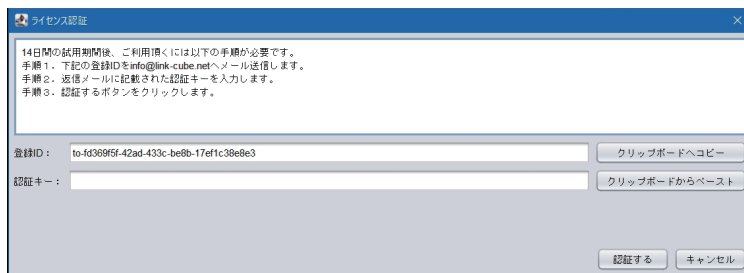 ライセンス認証
14日間の試用期間後、ご利用頂くには以下の手順が必要です。
手順１．下記の登録IDをinfo@link-cube.netへメール送信します。
手順２．返信メールに記載された認証キーを入力します。
手順３．認証するボタンをクリックします。
登録ID： to-fd369f5f-42ad-433c-be8b-17ef1c38e8e3 クリップボードへコピー
認証キー： クリップボードからペースト
認証する キャンセル